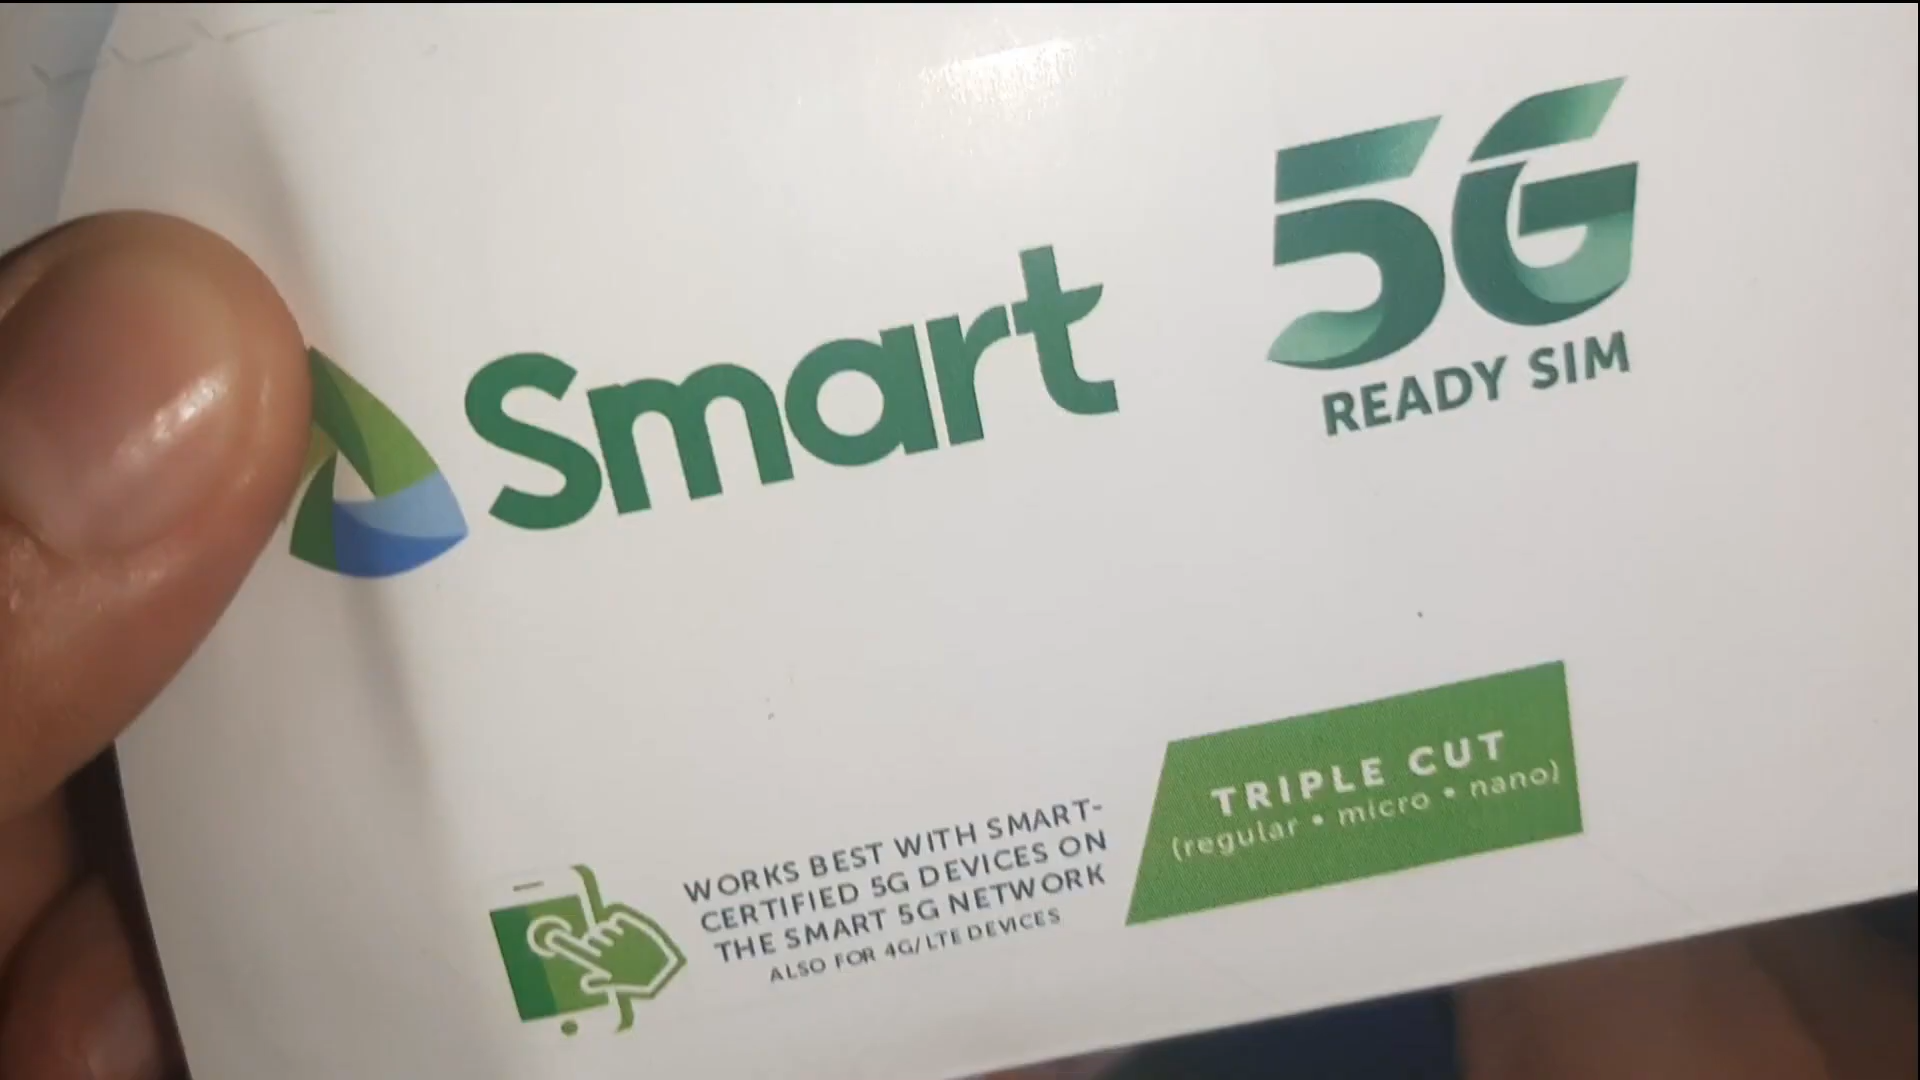 Smart
5G
READY SIM
WORKS BEST WITH SMART-
CERTIFIED 5G DEVICES ON
THE SMART 5G NETWORK
ALSO FOR 4G/LTE DEVICES
TRIPLE CUT
(regular • micro • nano)